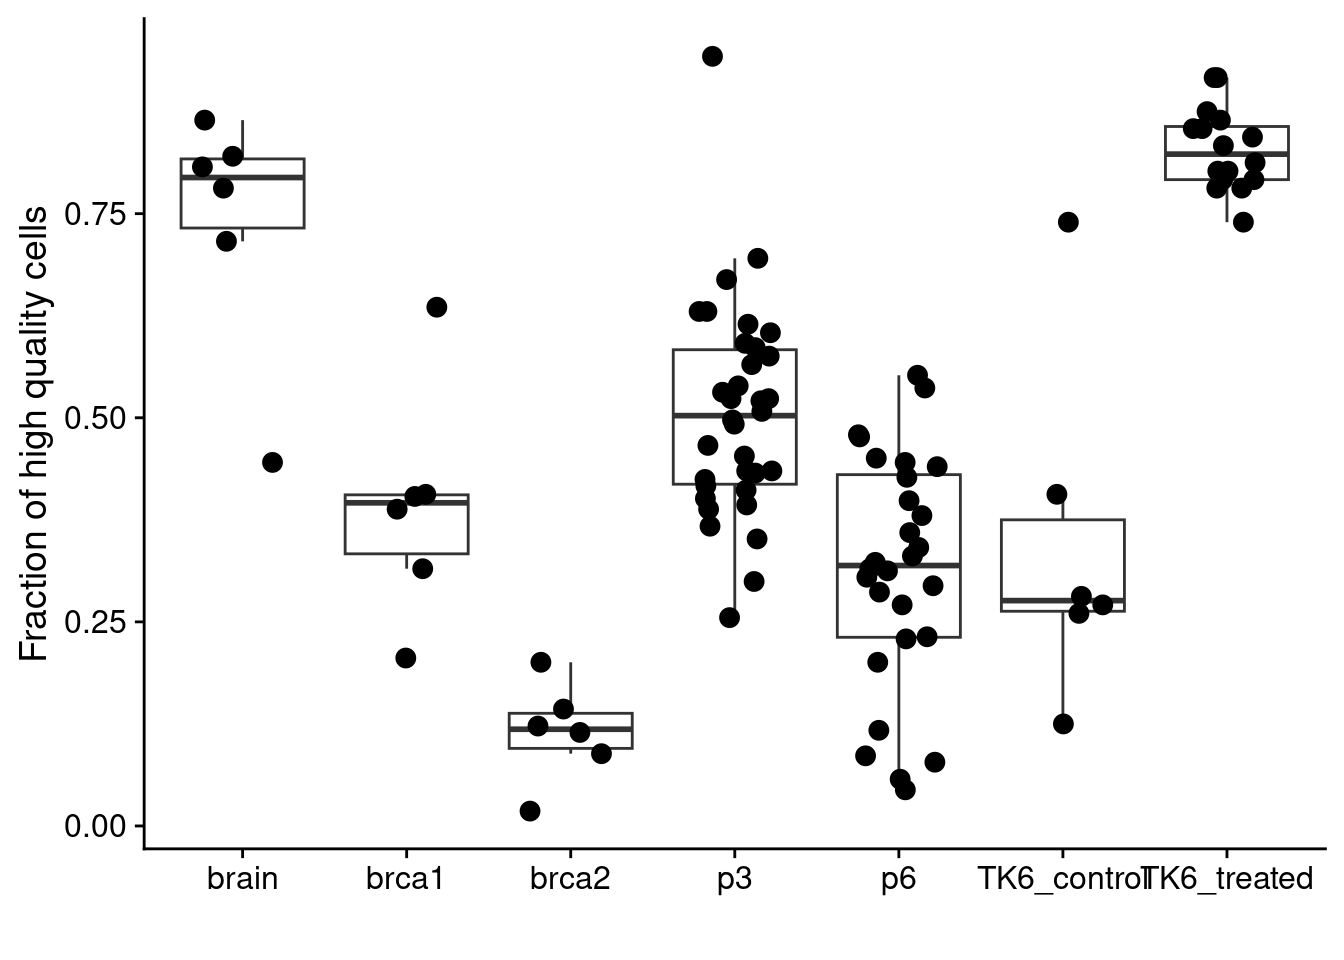 Fraction of high quality cells
0.75
0.50
0.25
0.00
brain brca1 brca2 p3 p6 TK6_control TK6_treated